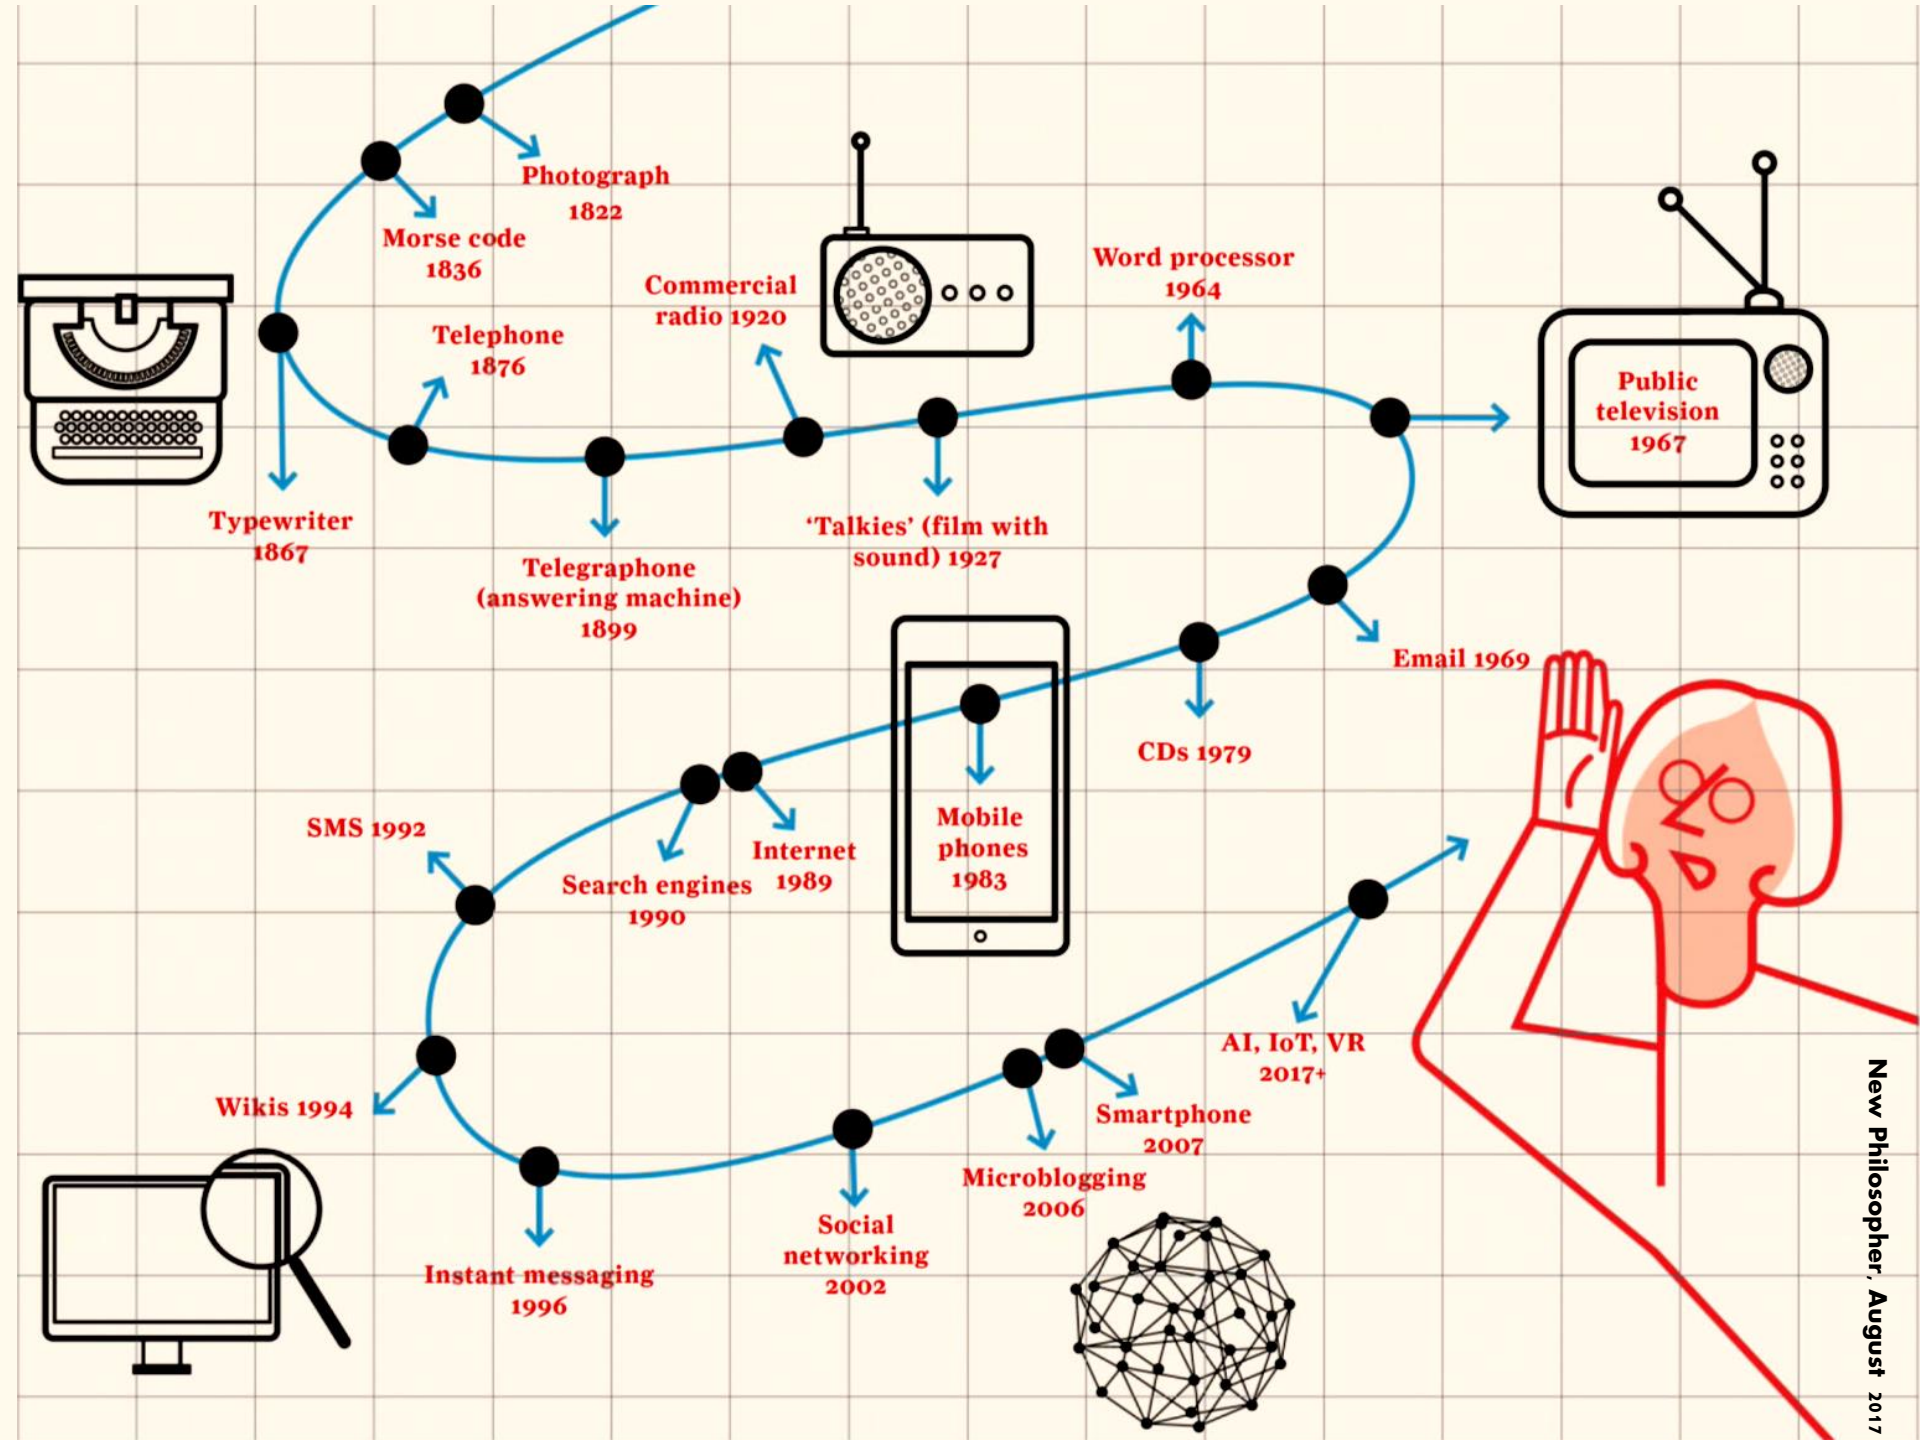 Photograph
1822
Morse code
1836
Typewriter
1867
Telephone
1876
Telegraphone
(answering machine)
1899
Commercial
radio 1920
‘Talkies’ (film with
sound) 1927
Word processor
1964
Public
television
1967
Email 1969
CDs 1979
Mobile
phones
1983
Internet
1989
Search engines
1990
SMS 1992
Wikis 1994
Instant messaging
1996
Social
networking
2002
Microblogging
2006
Smartphone
2007
AI, IoT, VR
2017+
New Philosopher, August 2017